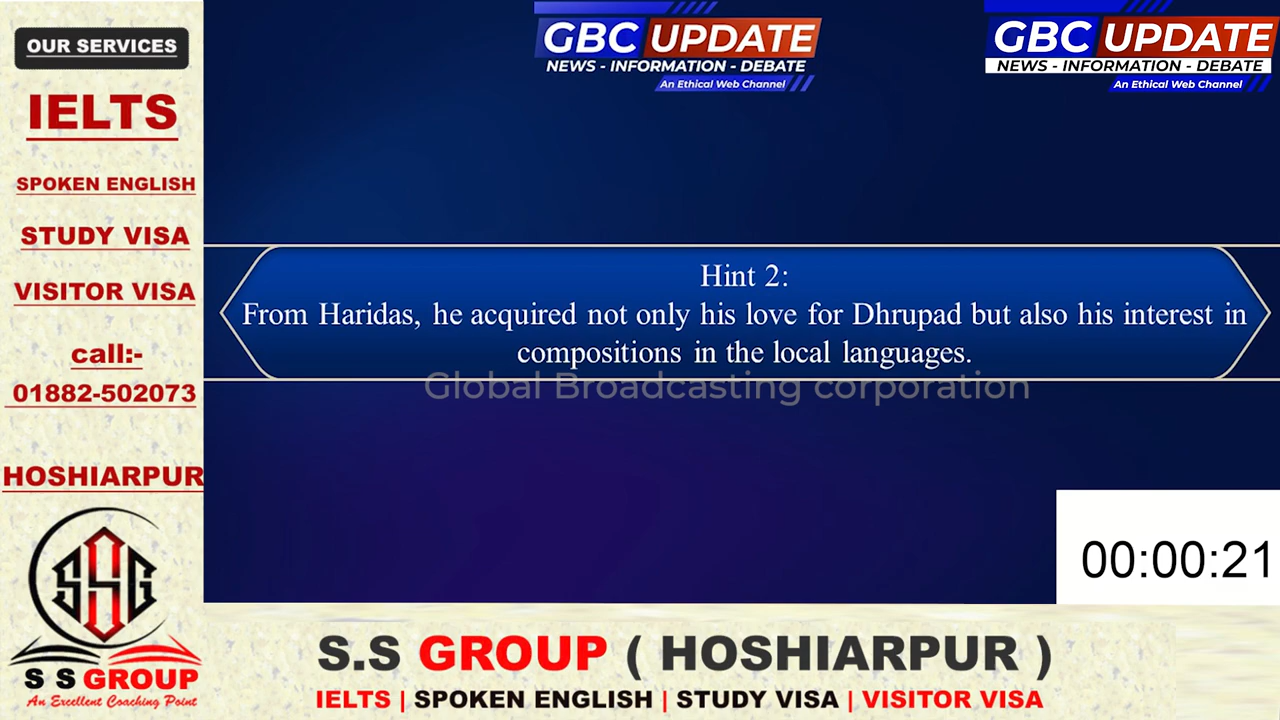 OUR SERVICES
IELTS
SPOKEN ENGLISH
STUDY VISA
VISITOR VISA
call:-
01882-502073
HOSHIARPUR
SHG
S S GROUP
An Excellent Coaching Point
GBC UPDATE
NEWS - INFORMATION - DEBATE
An Ethical Web Channel
GBC UPDATE
NEWS - INFORMATION - DEBATE
An Ethical Web Channel
Hint 2:
From Haridas, he acquired not only his love for Dhrupad but also his interest in
compositions in the local languages.
Global Broadcasting corporation
00:00:21
S.S GROUP ( HOSHIARPUR )
IELTS | SPOKEN ENGLISH | STUDY VISA | VISITOR VISA